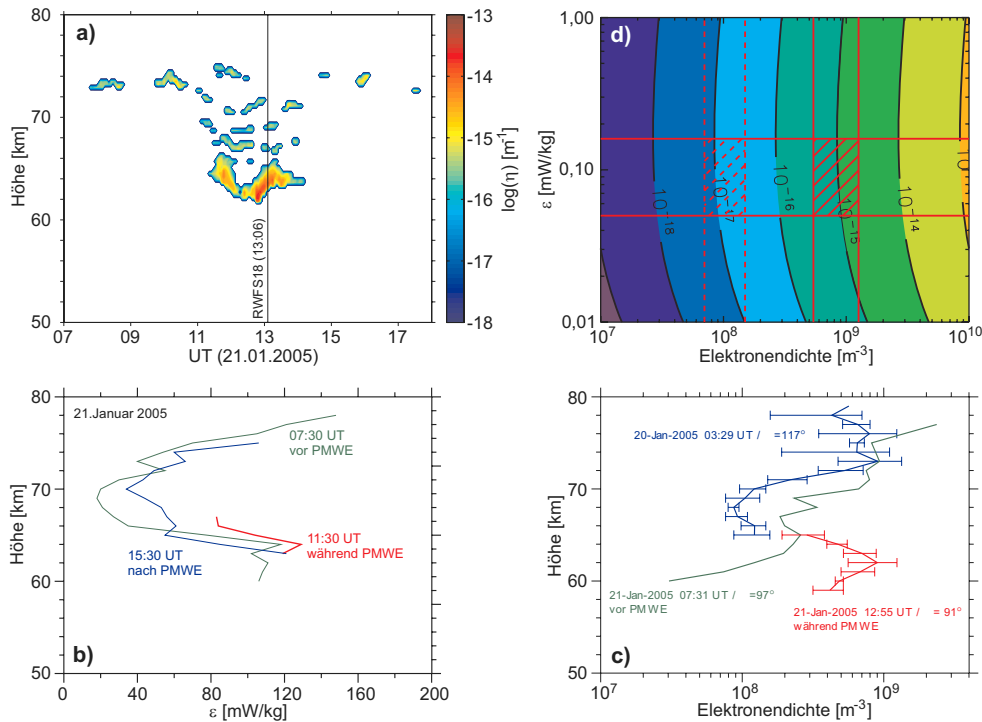 a)
Höhe [km]
80
70
60
50
07
09
11
13
15
17
UT (21.01.2005)
RWFS18 (13:06)
-13
-14
-15
-16
-17
-18
log(η) [m⁻¹]
d)
ε [mW/kg]
1,00
0,10
0,01
10⁻¹⁸
10⁻¹⁷
10⁻¹⁶
10⁻¹⁵
10⁻¹⁴
10
10⁷
10⁸
10⁹
10¹⁰
Elektronendichte [m⁻³]
b)
21.Januar 2005
Höhe [km]
80
70
60
50
07:30 UT
vor PMWE
11:30 UT
während PMWE
15:30 UT
nach PMWE
0
40
80
120
160
200
ε [mW/kg]
c)
Höhe [km]
80
70
60
50
20-Jan-2005 03:29 UT / =117°
21-Jan-2005 07:31 UT / =97°
vor PMWE
21-Jan-2005 12:55 UT / = 91°
während PMWE
10⁷
10⁸
10⁹
Elektronendichte [m⁻³]